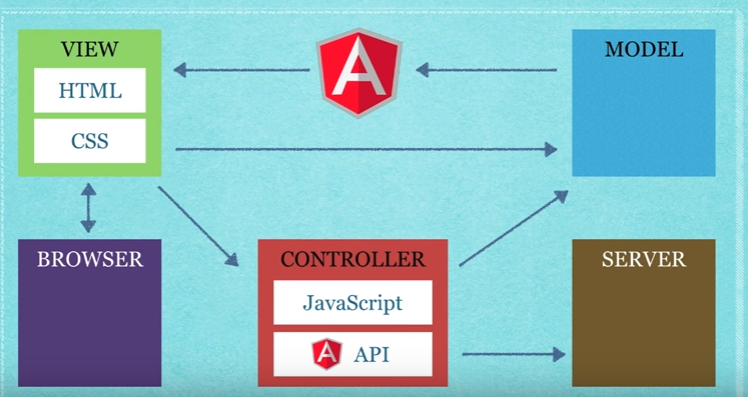 VIEW
MODEL
HTML
CSS
BROWSER
CONTROLLER
SERVER
JavaScript
API